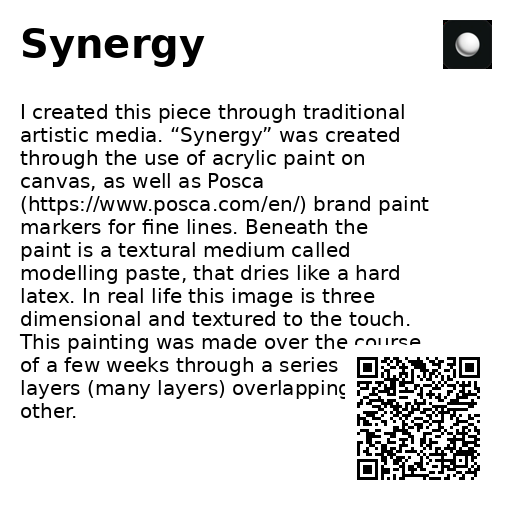 Synergy
I created this piece through traditional
artistic media. “Synergy” was created
through the use of acrylic paint on
canvas, as well as Posca
(https://www.posca.com/en/) brand paint
markers for fine lines. Beneath the
paint is a textural medium called
modelling paste, that dries like a hard
latex. In real life this image is three
dimensional and textured to the touch.
This painting was made over the course
of a few weeks through a series
layers (many layers) overlapping
other.